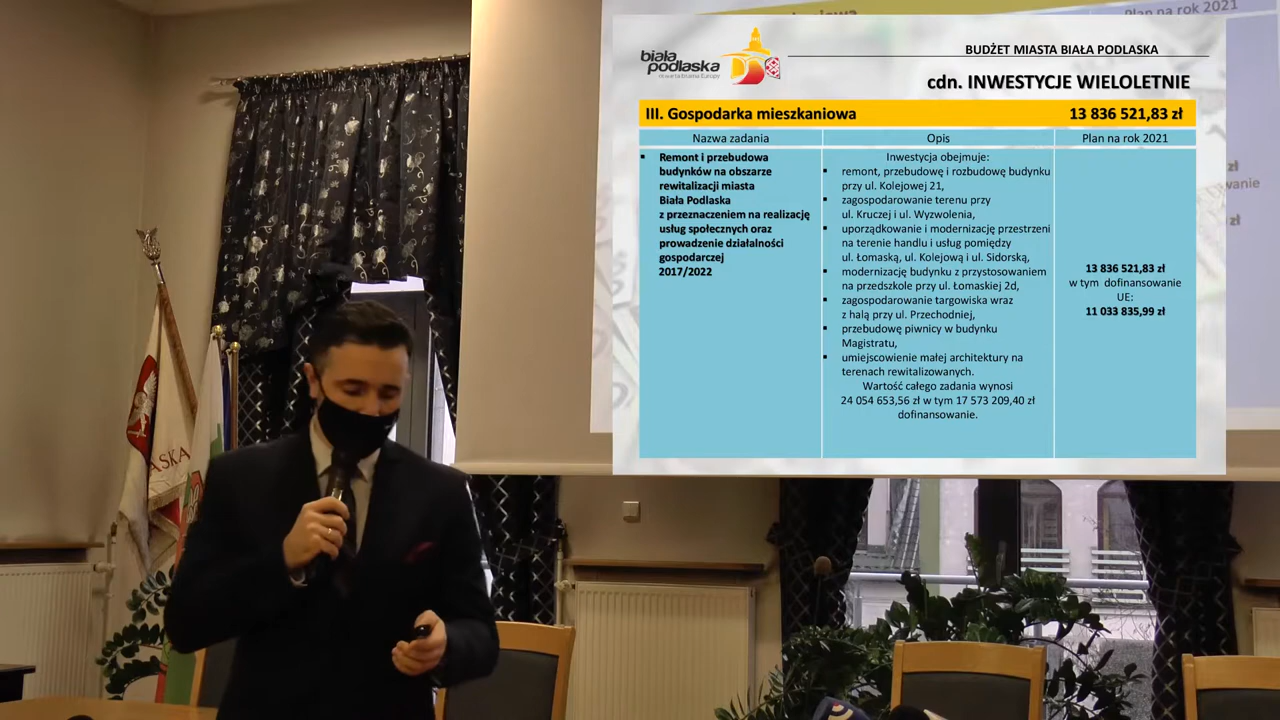 Plan na rok 2021
biała
podlaska
BUDŻET MIASTA BIAŁA PODLASKA
cdn. INWESTYCJE WIELOLETNIE
III. Gospodarka mieszkaniowa 13 836 521,83 zł
Nazwa zadania Opis Plan na rok 2021
▪ Remont i przebudowa
budynków na obszarze
rewitalizacji miasta
Biała Podlaska
z przeznaczeniem na realizację
usług społecznych oraz
prowadzenie działalności
gospodarczej
2017/2022
Inwestycja obejmuje:
▪ remont, przebudowę i rozbudowę budynku
przy ul. Kolejowej 21,
▪ zagospodarowanie terenu przy
ul. Kruczej i ul. Wyzwolenia,
▪ uporządkowanie i modernizację przestrzeni
na terenie handlu i usług pomiędzy
ul. Łomaską, ul. Kolejową i ul. Sidorską,
▪ modernizację budynku z przystosowaniem
na przedszkole przy ul. Łomaskiej 2d,
▪ zagospodarowanie targowiska wraz
z halą przy ul. Przechodniej,
▪ przebudowę piwnicy w budynku
Magistratu,
▪ umiejscowienie małej architektury na
terenach rewitalizowanych.
Wartość całego zadania wynosi
24 054 653,56 zł w tym 17 573 209,40 zł
dofinansowanie.
13 836 521,83 zł
w tym dofinansowanie
UE:
11 033 835,99 zł
zł
wanie
zł
ASKA